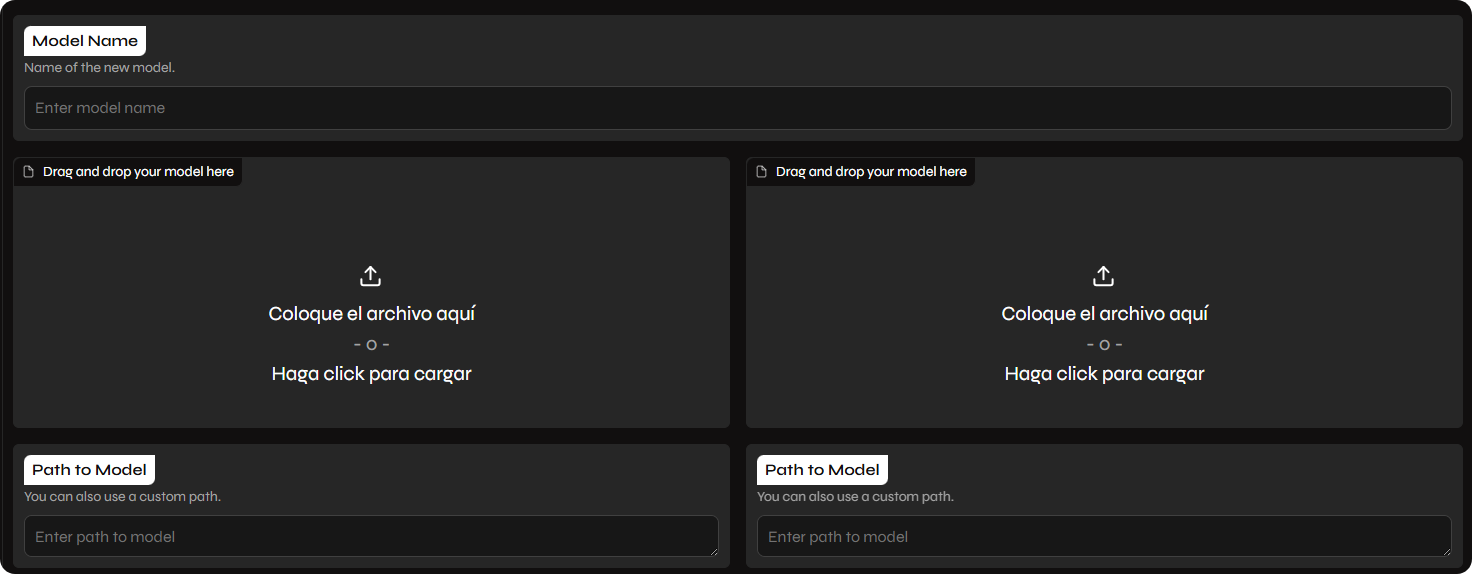 Model Name
Name of the new model.
Enter model name
Drag and drop your model here
Coloque el archivo aquí
- o -
Haga click para cargar
Drag and drop your model here
Coloque el archivo aquí
- o -
Haga click para cargar
Path to Model
You can also use a custom path.
Enter path to model
Path to Model
You can also use a custom path.
Enter path to model